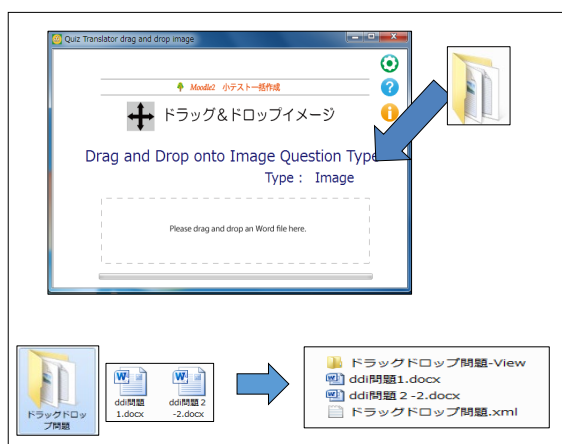 Quiz Translator drag and drop image
Moodle2 小テスト一括作成
ドラッグ&ドロップイメージ
Drag and Drop onto Image Question Type
Type : Image
Please drag and drop an Word file here.
ドラッグドロッ
プ問題
ddi問題
1.docx
ddi問題2
-2.docx
ドラッグドロップ問題-View
ddi問題1.docx
ddi問題2-2.docx
ドラッグドロップ問題.xml